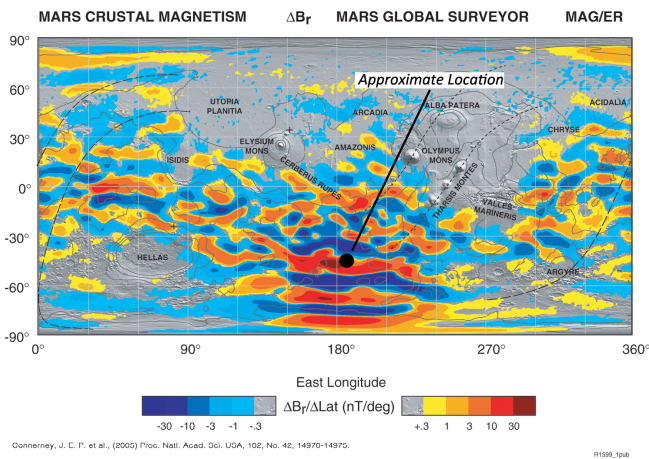 MARS CRUSTAL MAGNETISM ΔBr MARS GLOBAL SURVEYOR MAG/ER
90°
Approximate Location
60°
UTOPIA
PLANITIA
ARCADIA
ALBA PATERA
ACIDALIA
CHRYSE
30°
ELYSIUM
MONS
AMAZONIS
OLYMPUS
MONS
ISIDIS
CERBERUS RUPES
THARSIS MONTES
0°
VALLES
MARINERIS
-30°
HELLAS
ARGYRE
-60°
-90°
0° 90° 180° 270° 360°
East Longitude
ΔBr/ΔLat (nT/deg)
-30 -10 -3 -1 -.3 +.3 1 3 10 30
Connerney, J. E. P. et al., (2005) Proc. Natl. Acad. Sci. USA, 102, No. 42, 14970-14975.
R1599_1pub